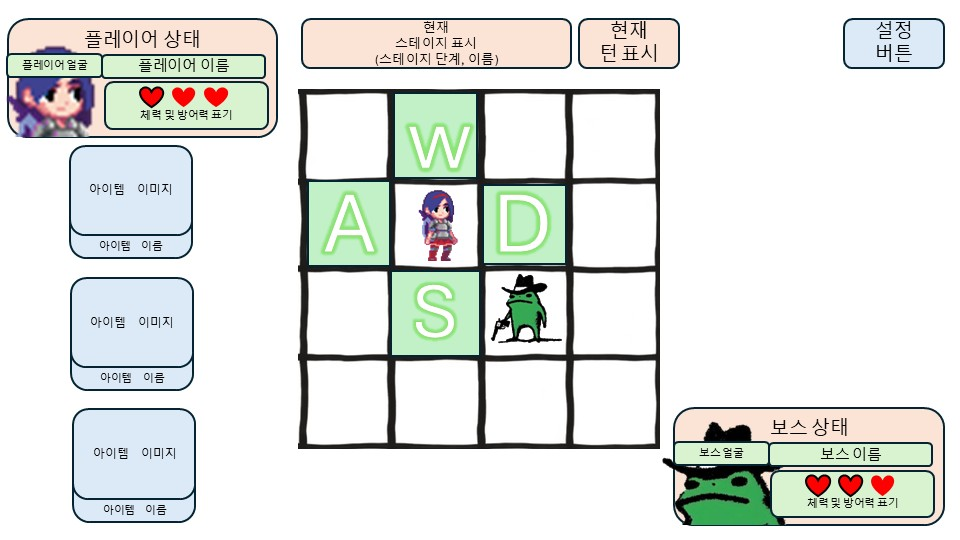 플레이어 상태
플레이어 얼굴
플레이어 이름
체력 및 방어력 표기
현재
스테이지 표시
(스테이지 단계, 이름)
현재
턴 표시
설정
버튼
아이템 이미지
아이템 이름
아이템 이미지
아이템 이름
아이템 이미지
아이템 이름
W
A
D
S
보스 상태
보스 얼굴
보스 이름
체력 및 방어력 표기